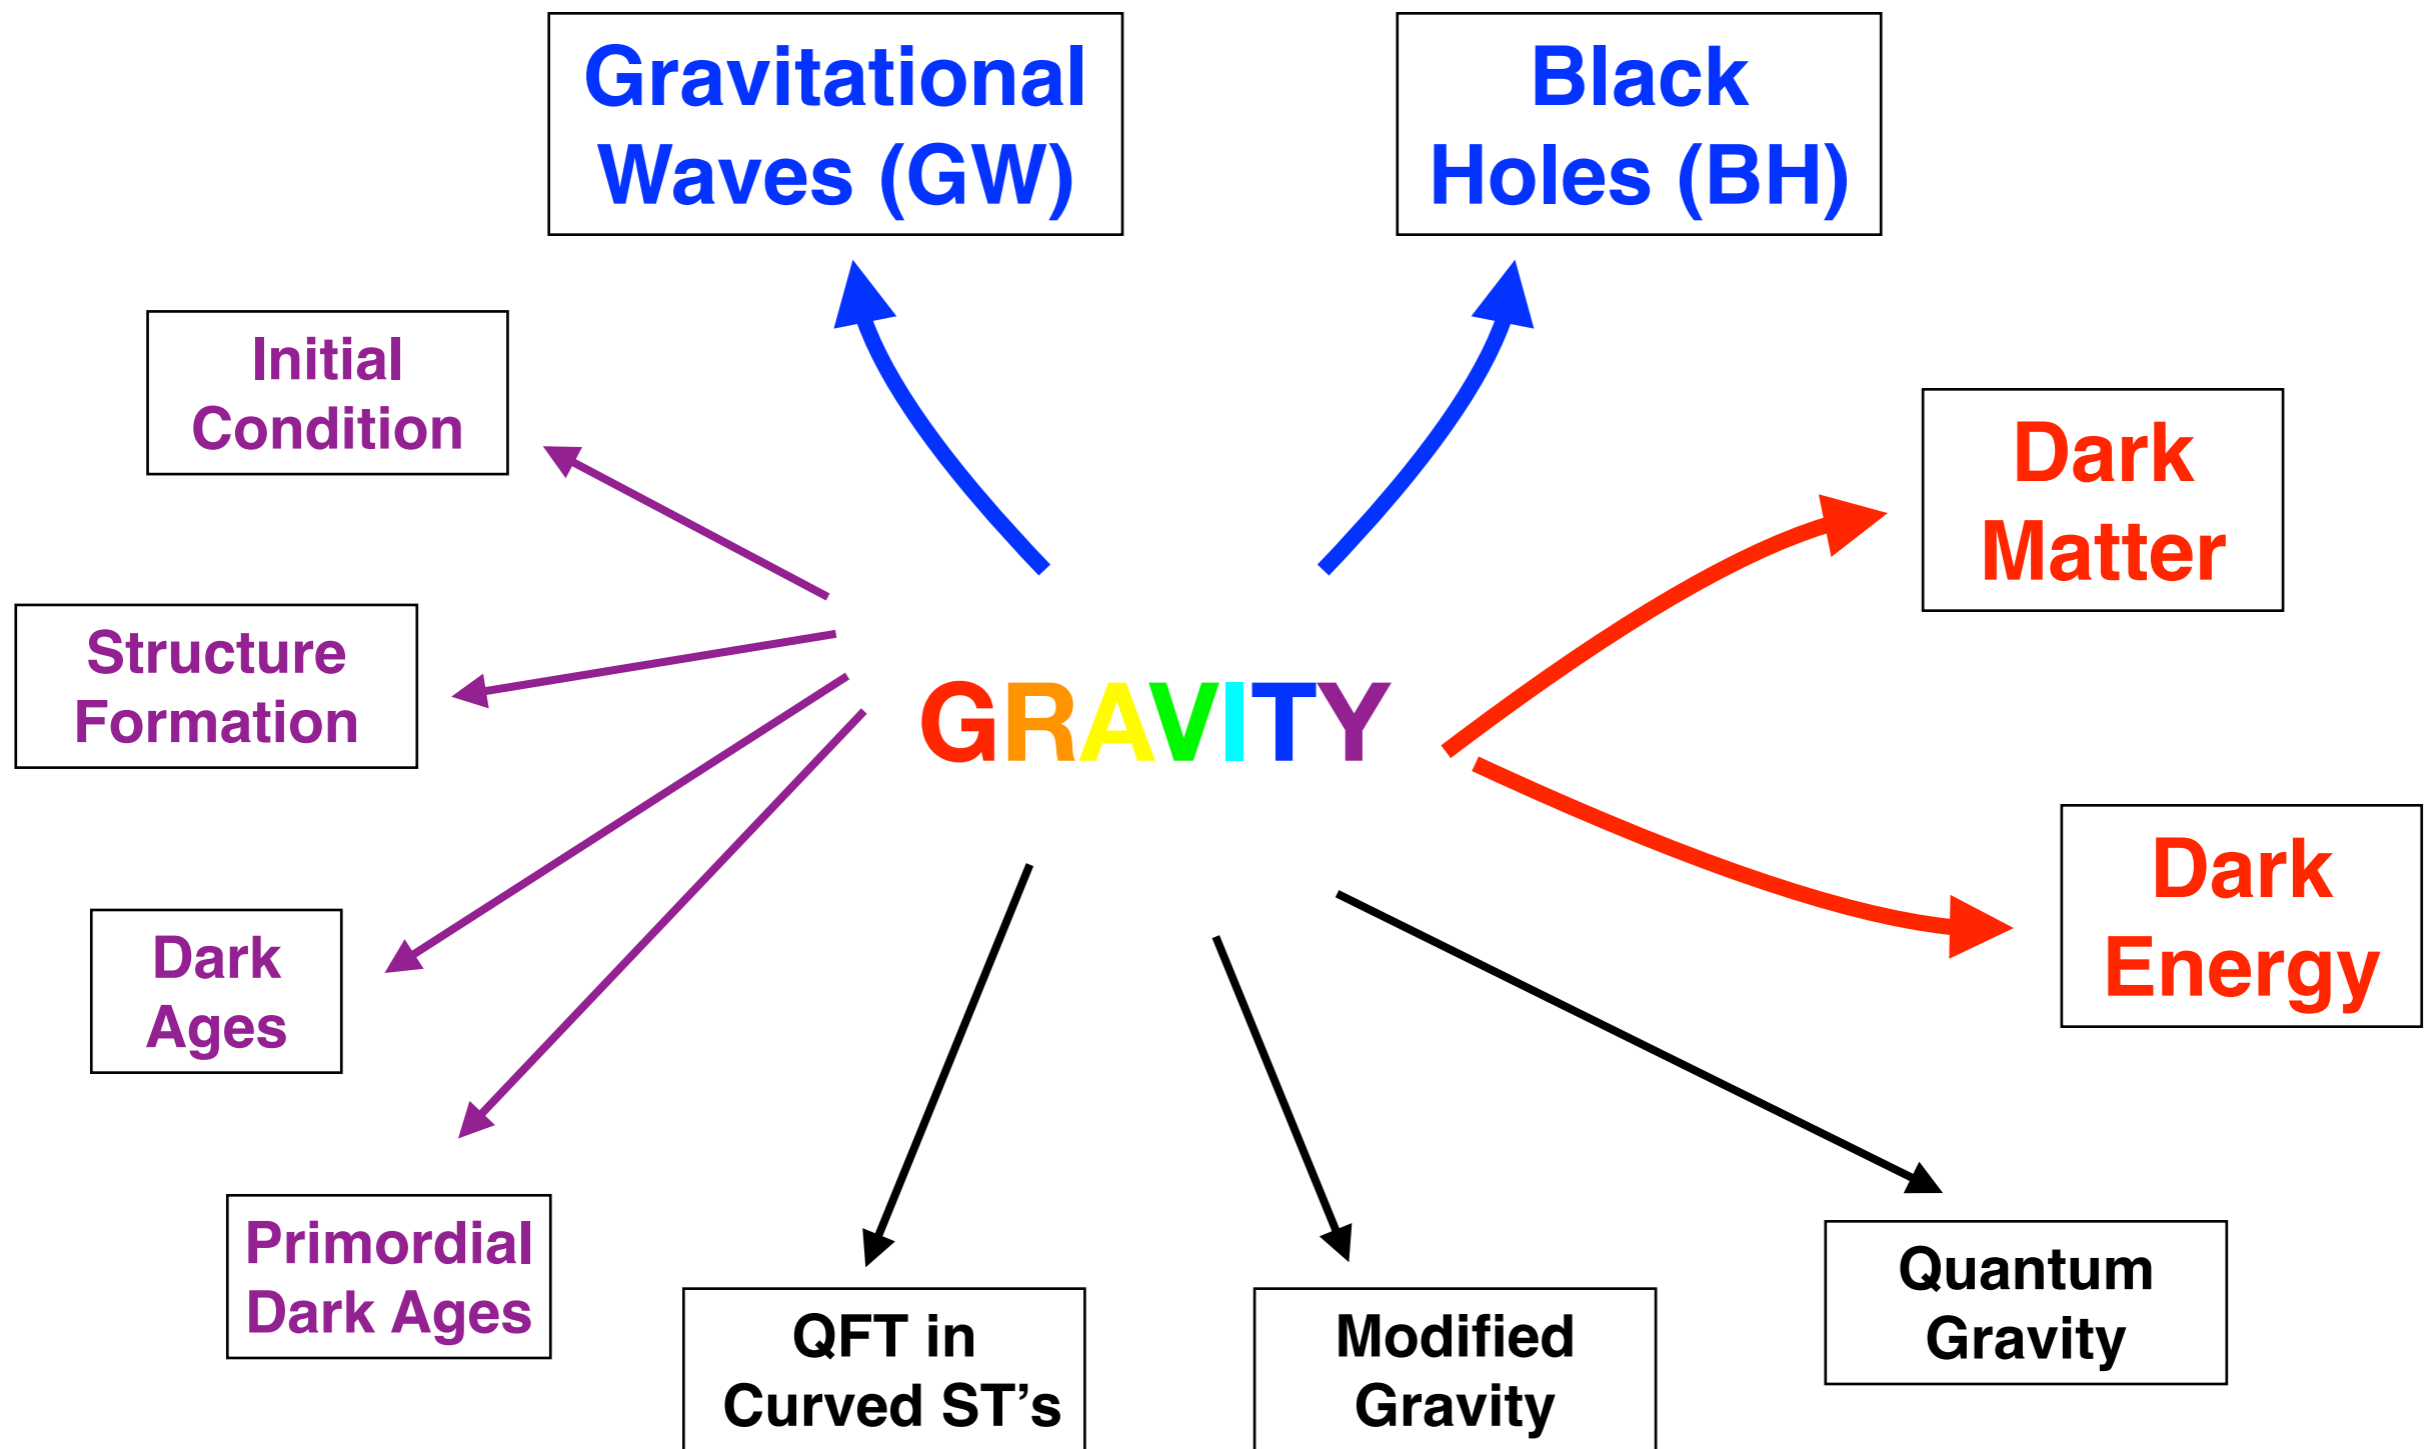 Gravitational
Waves (GW)
Black
Holes (BH)
Initial
Condition
Dark
Matter
Structure
Formation
GRAVITY
Dark
Energy
Dark
Ages
Primordial
Dark Ages
QFT in
Curved ST’s
Modified
Gravity
Quantum
Gravity